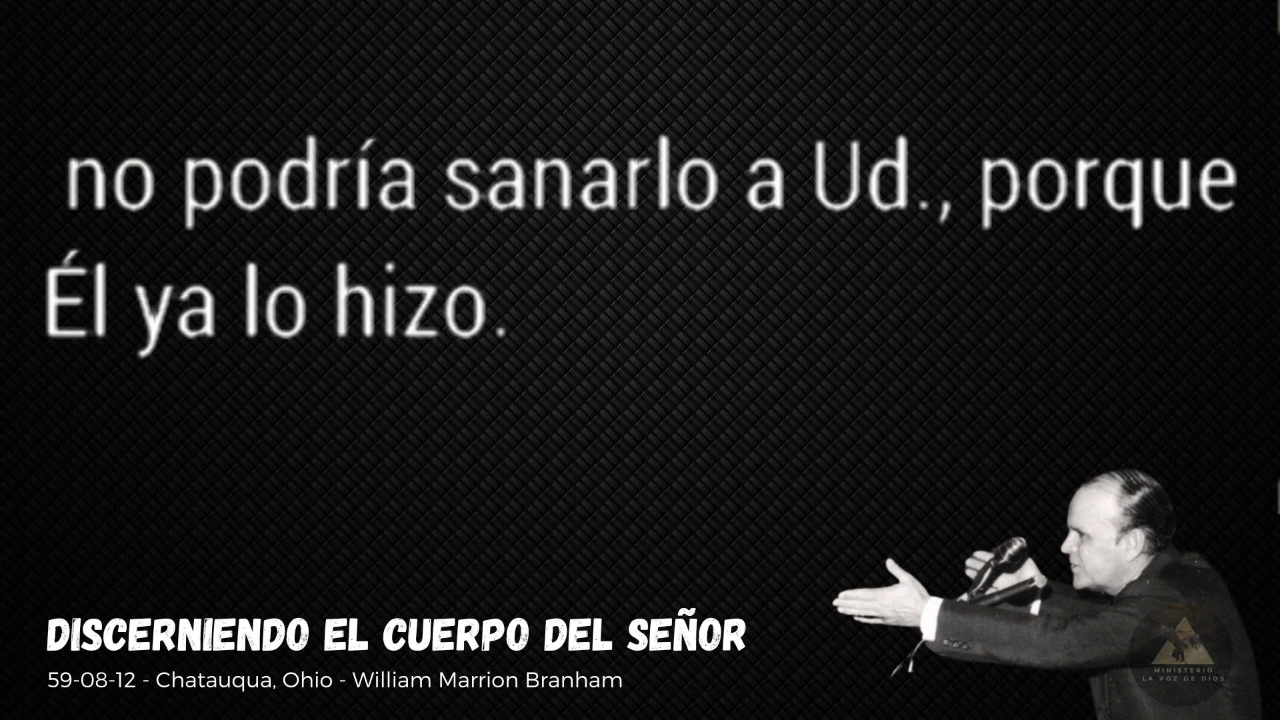 no podría sanarlo a Ud., porque
Él ya lo hizo.
DISCERNIENDO EL CUERPO DEL SEÑOR
59-08-12 - Chatauqua, Ohio - William Marrion Branham
MINISTERIO
LA VOZ DE DIOS